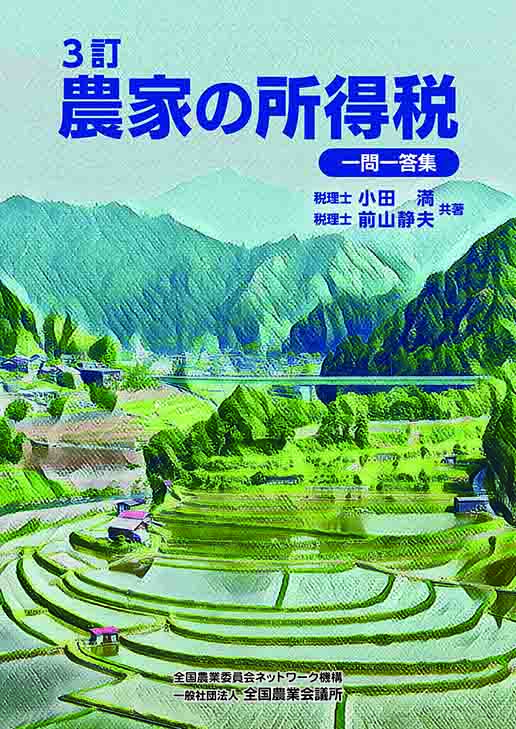 3訂
農家の所得税
一問一答集
税理士 小田 満
税理士 前山静夫 共著
全国農業委員会ネットワーク機構
一般社団法人 全国農業会議所